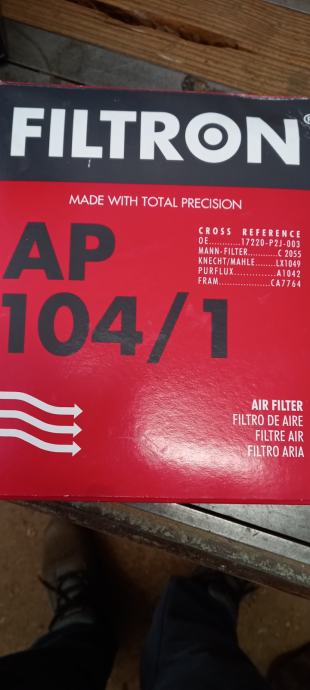 FILTRON®
MADE WITH TOTAL PRECISION
AP
104/1
CROSS REFERENCE
OE............17220-P2J-003
MANN-FILTER..........C 2055
KNECHT/MAHLE.......LX1049
PURFLUX..............A1042
FRAM..................CA7764
AIR FILTER
FILTRO DE AIRE
FILTRE AIR
FILTRO ARIA